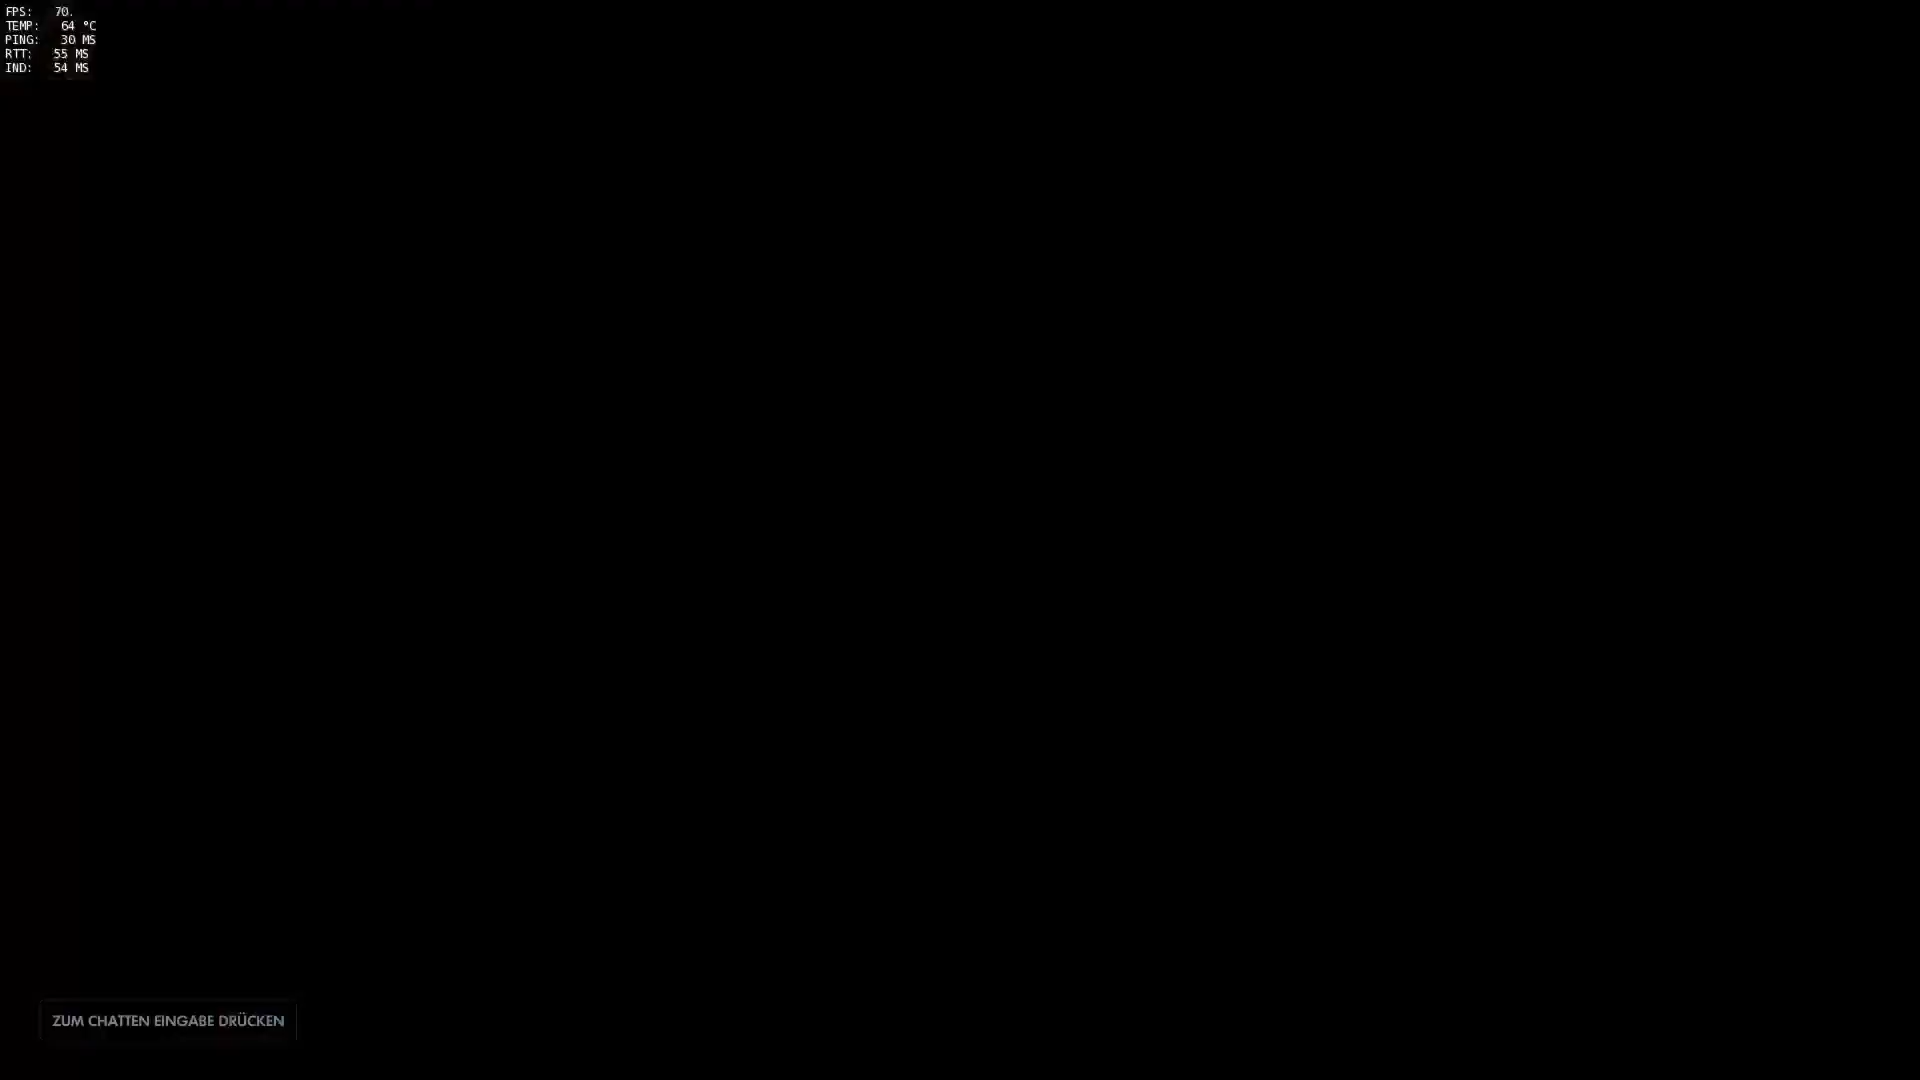 FPS: 70.
TEMP: 64 °C
PING: 30 MS
RTT: 55 MS
IND: 54 MS
ZUM CHATTEN EINGABE DRÜCKEN